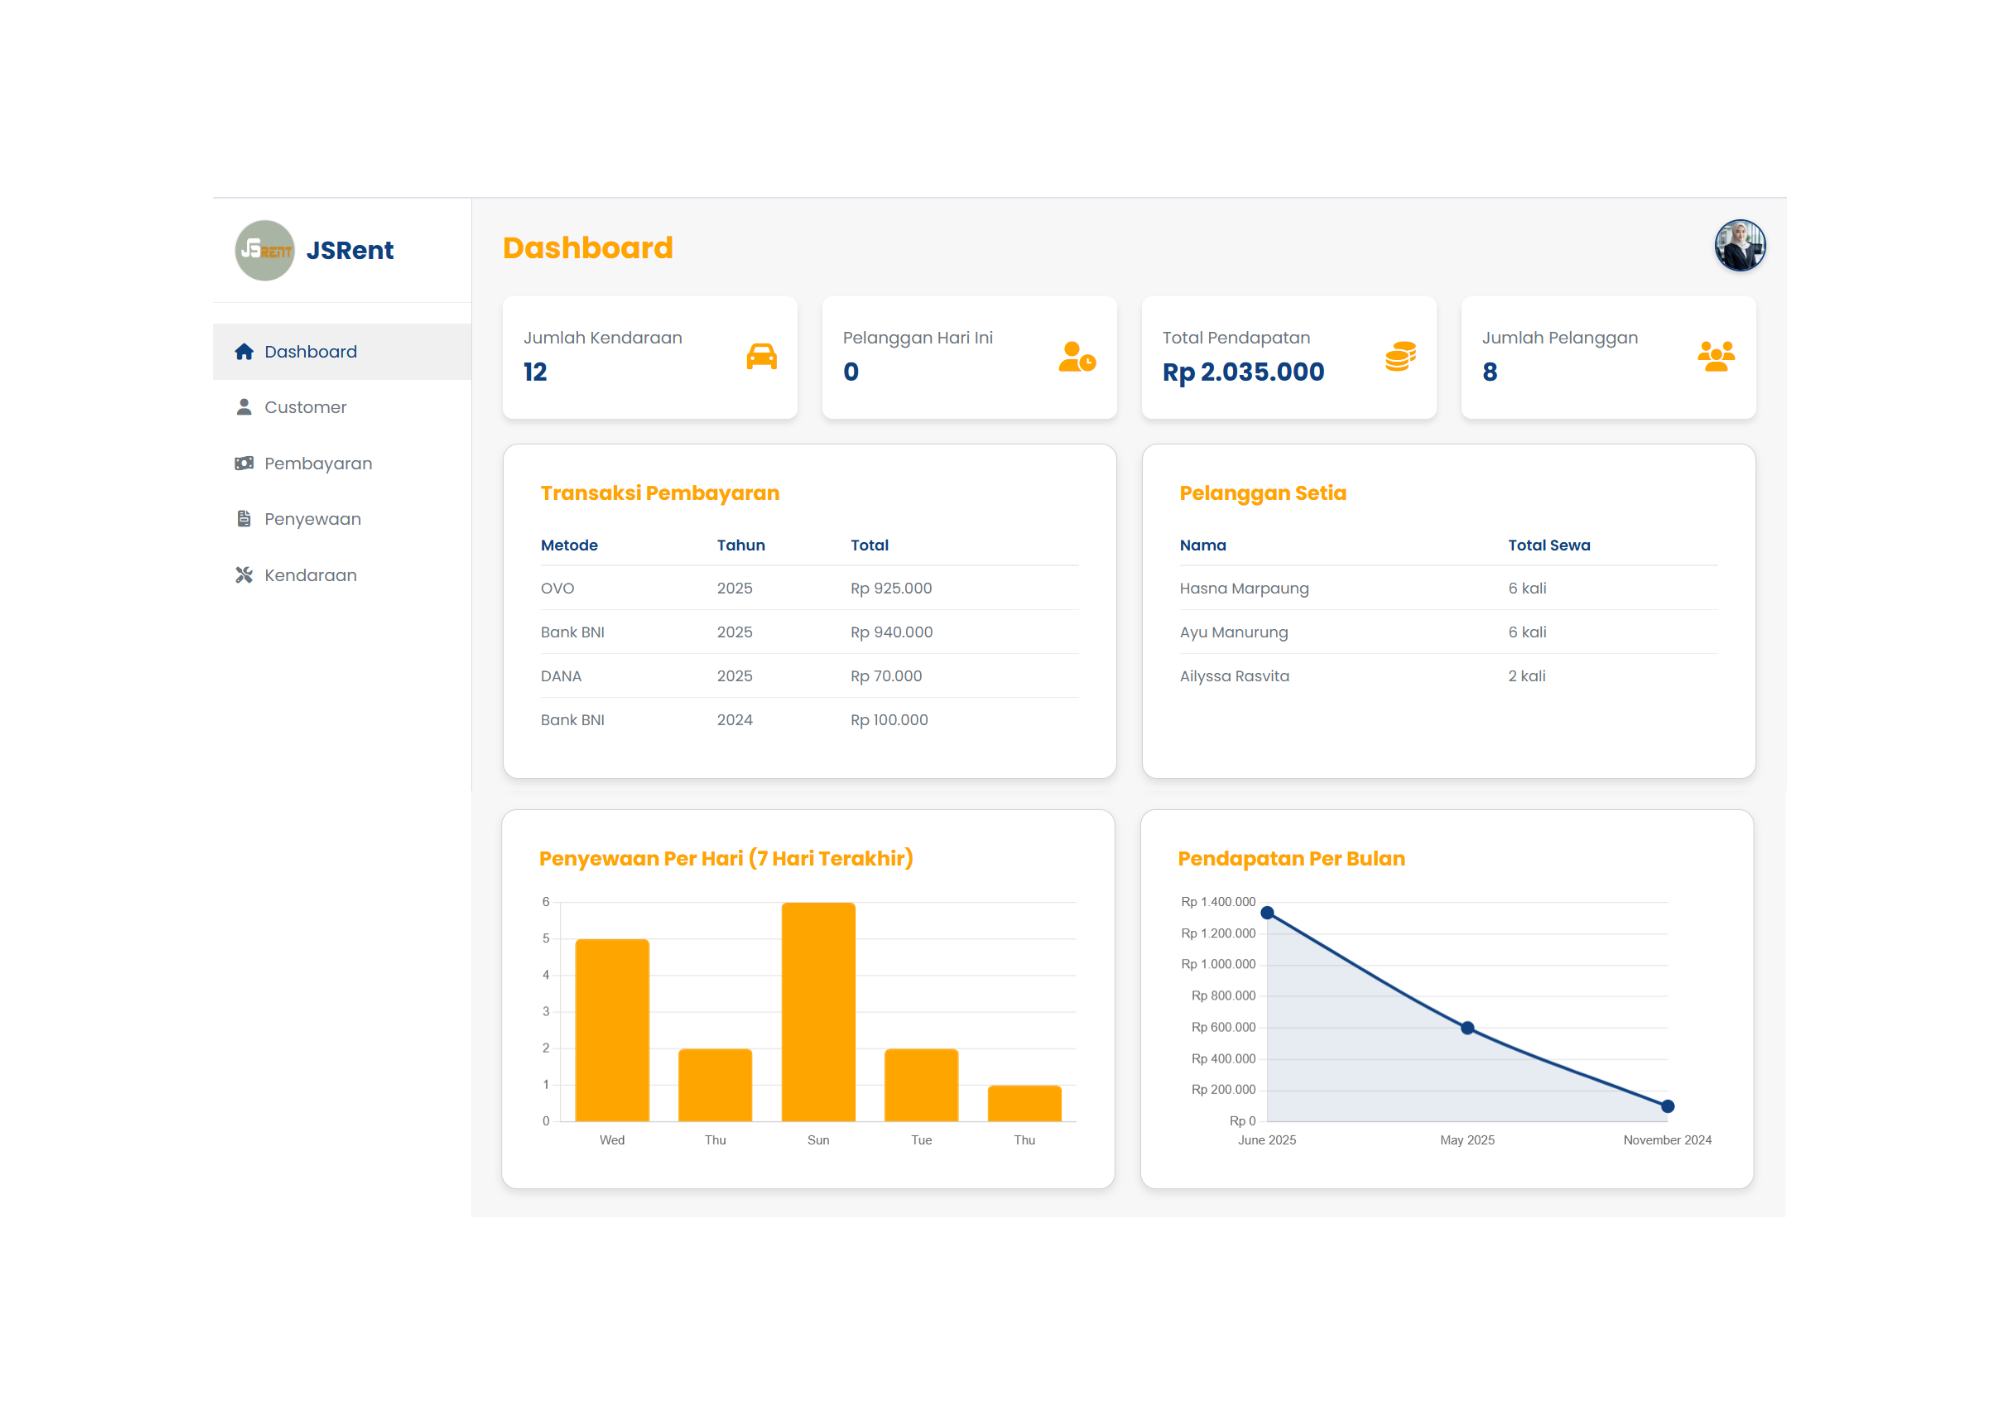 JSRENT
JSRent
Dashboard
Customer
Pembayaran
Penyewaan
Kendaraan
Dashboard
Jumlah Kendaraan
12
Pelanggan Hari Ini
0
Total Pendapatan
Rp 2.035.000
Jumlah Pelanggan
8
Transaksi Pembayaran
Metode Tahun Total
OVO 2025 Rp 925.000
Bank BNI 2025 Rp 940.000
DANA 2025 Rp 70.000
Bank BNI 2024 Rp 100.000
Pelanggan Setia
Nama Total Sewa
Hasna Marpaung 6 kali
Ayu Manurung 6 kali
Ailyssa Rasvita 2 kali
Penyewaan Per Hari (7 Hari Terakhir)
6
5
4
3
2
1
0
Wed Thu Sun Tue Thu
Pendapatan Per Bulan
Rp 1.400.000
Rp 1.200.000
Rp 1.000.000
Rp 800.000
Rp 600.000
Rp 400.000
Rp 200.000
Rp 0
June 2025 May 2025 November 2024